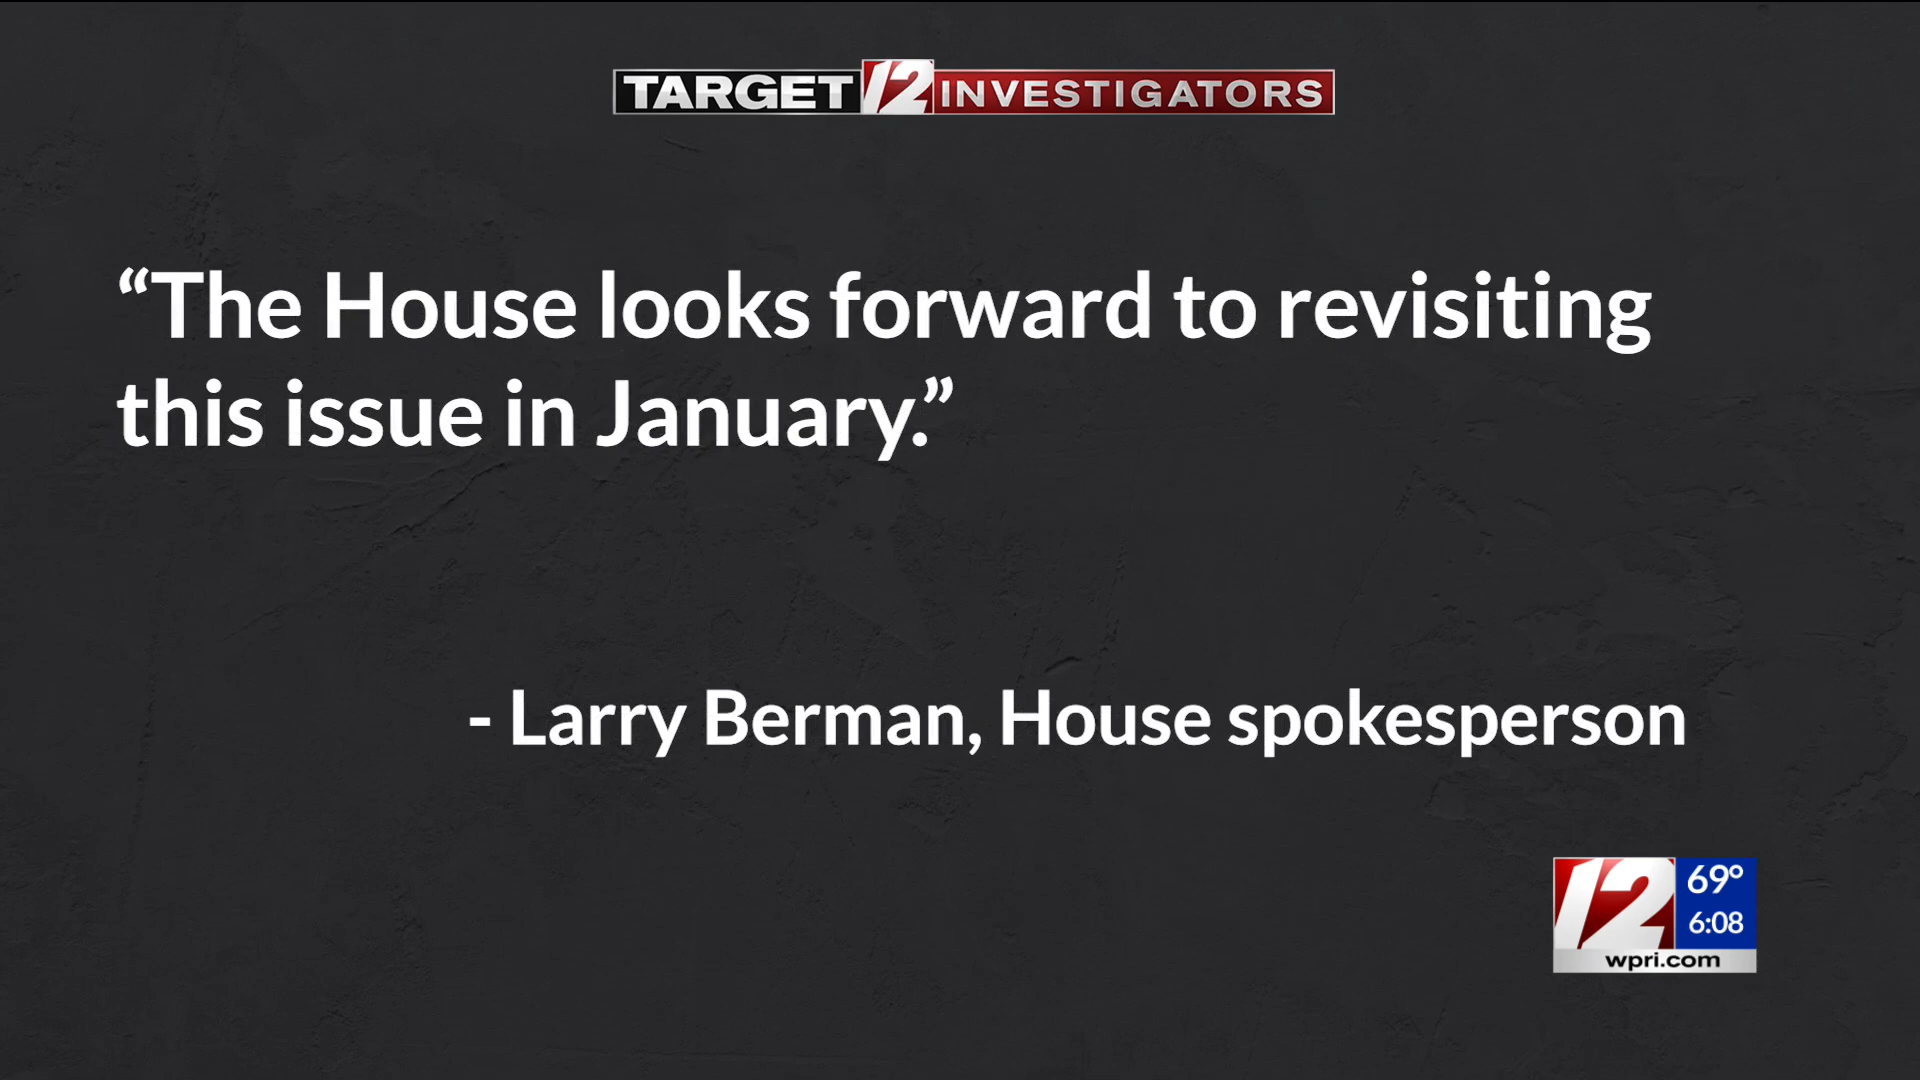 TARGET 12 INVESTIGATORS
“The House looks forward to revisiting
this issue in January.”
- Larry Berman, House spokesperson
12
69°
6:08
wpri.com